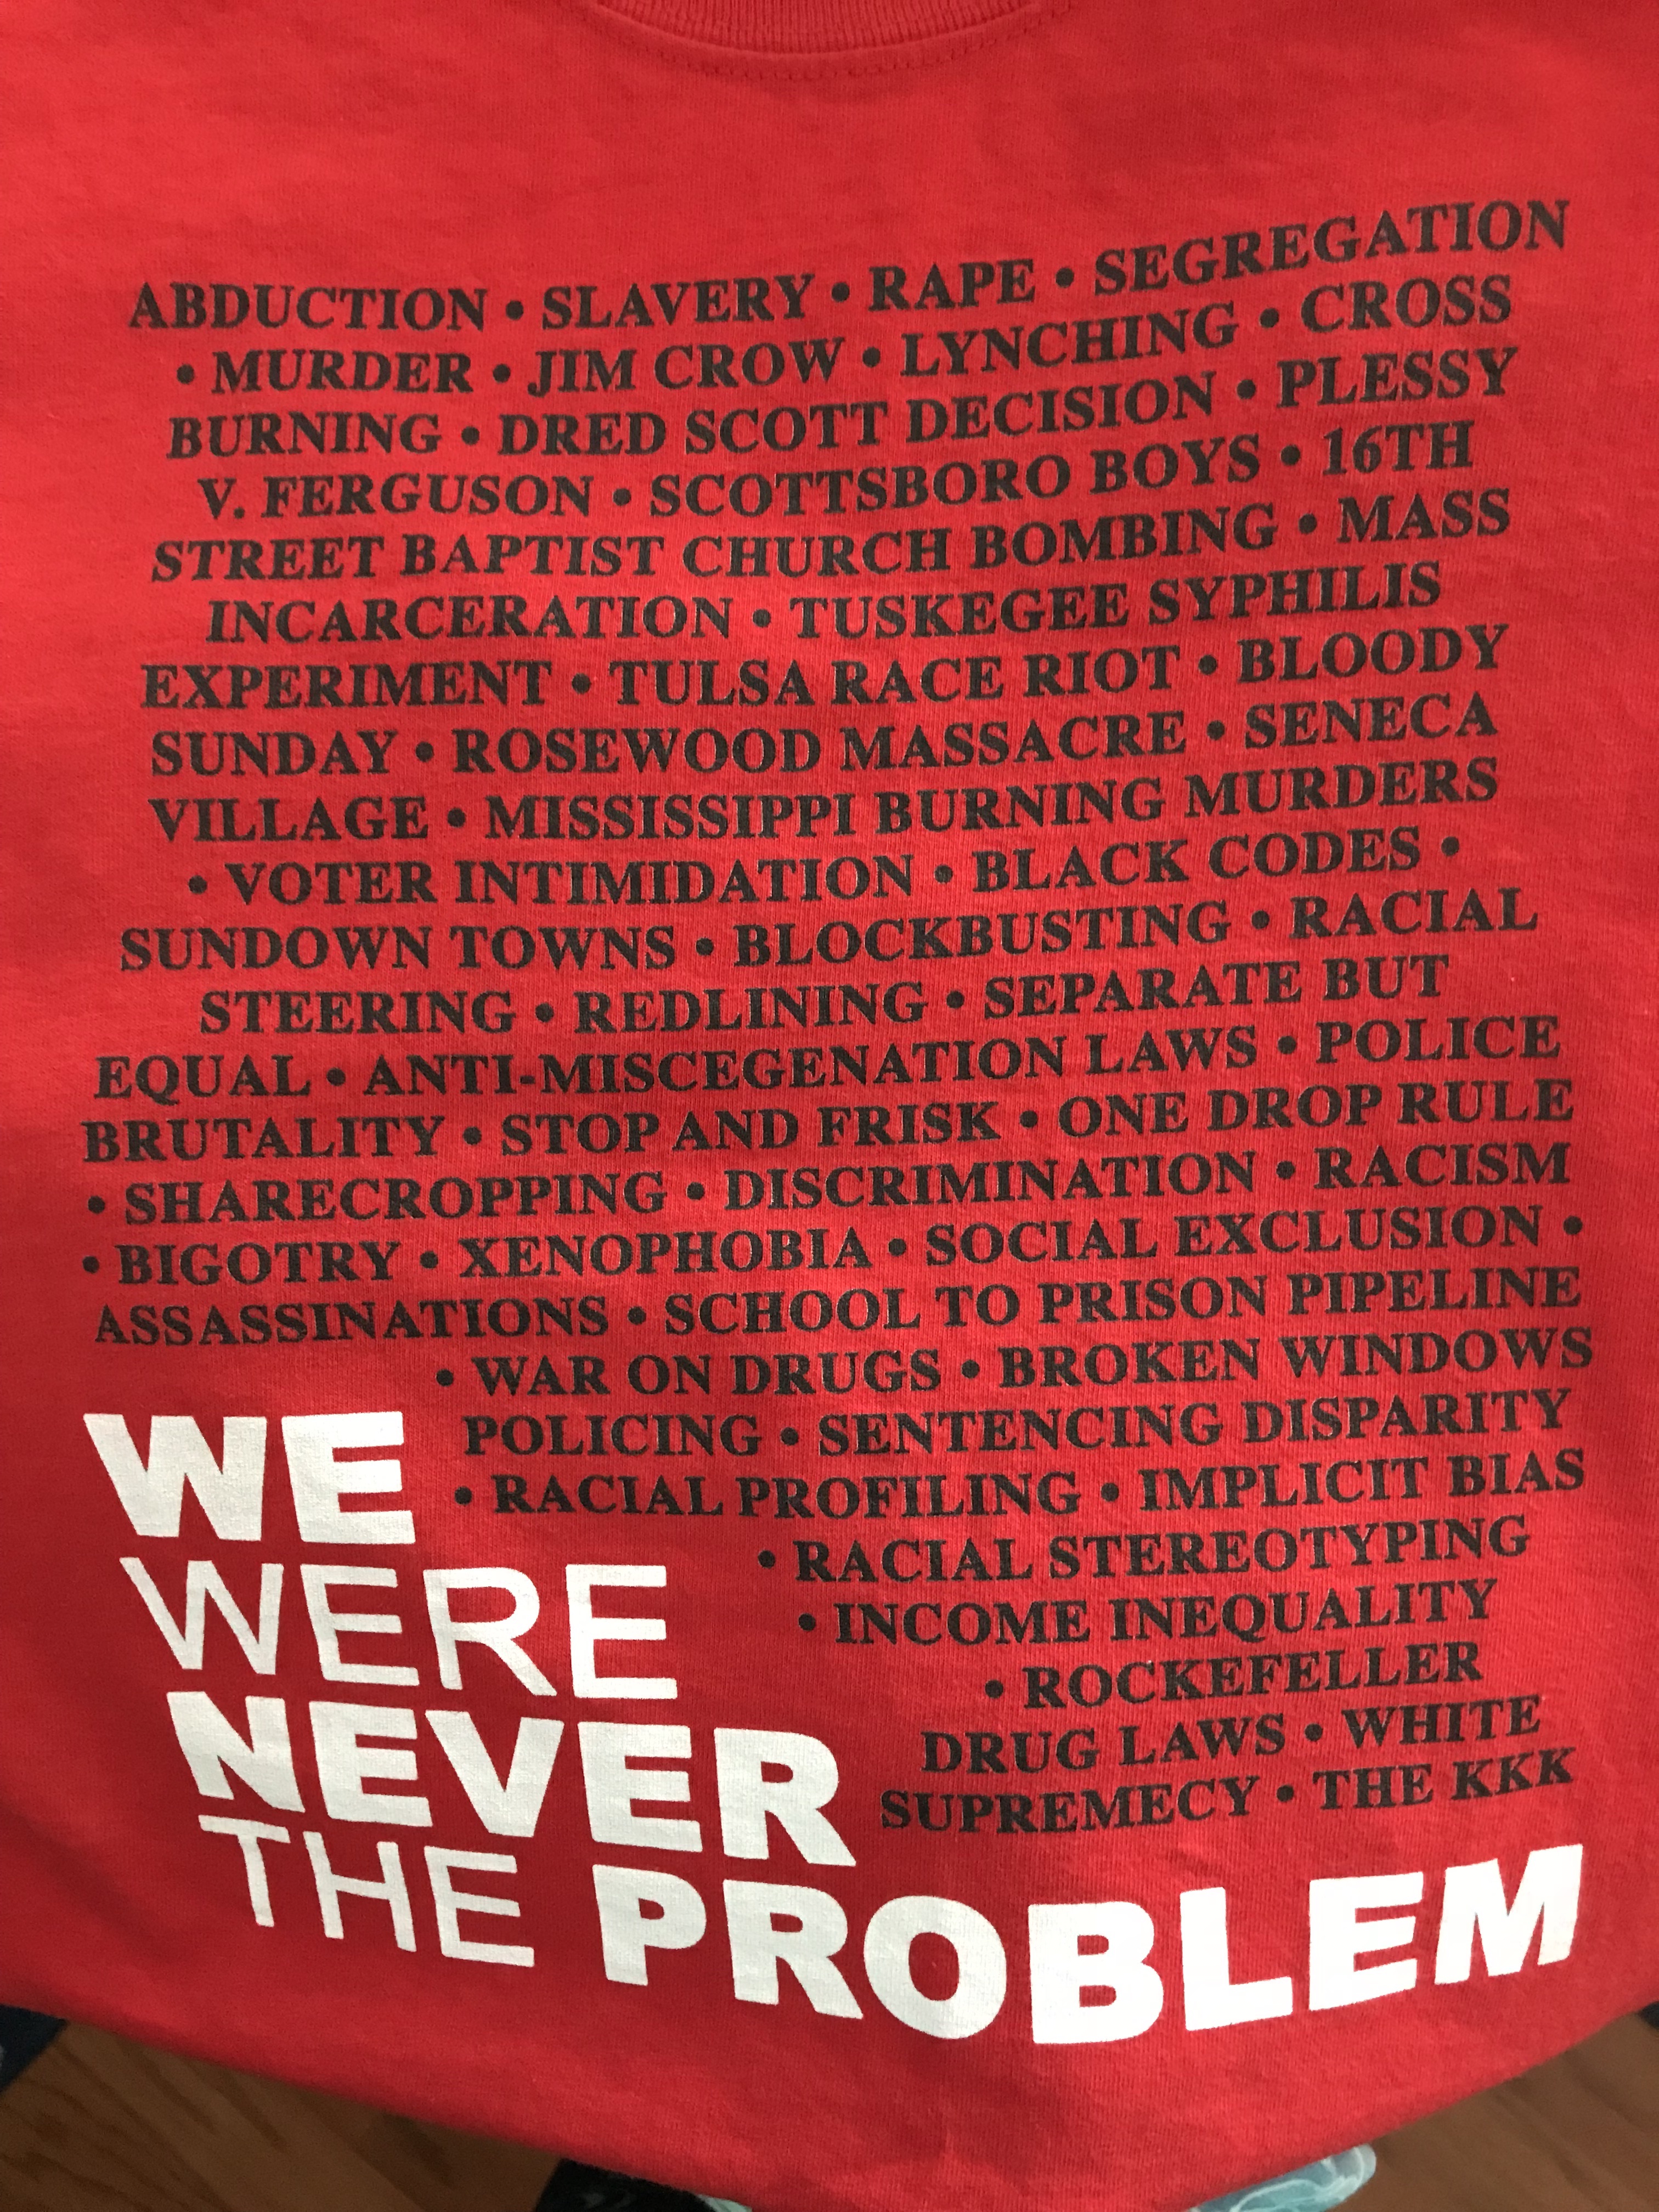 ABDUCTION • SLAVERY • RAPE • SEGREGATION
• MURDER • JIM CROW • LYNCHING • CROSS
BURNING • DRED SCOTT DECISION • PLESSY
V. FERGUSON • SCOTTSBORO BOYS • 16TH
STREET BAPTIST CHURCH BOMBING • MASS
INCARCERATION • TUSKEGEE SYPHILIS
EXPERIMENT • TULSA RACE RIOT • BLOODY
SUNDAY • ROSEWOOD MASSACRE • SENECA
VILLAGE • MISSISSIPPI BURNING MURDERS
• VOTER INTIMIDATION • BLACK CODES •
SUNDOWN TOWNS • BLOCKBUSTING • RACIAL
STEERING • REDLINING • SEPARATE BUT
EQUAL • ANTI-MISCEGENATION LAWS • POLICE
BRUTALITY • STOP AND FRISK • ONE DROP RULE
• SHARECROPPING • DISCRIMINATION • RACISM
• BIGOTRY • XENOPHOBIA • SOCIAL EXCLUSION •
ASSASSINATIONS • SCHOOL TO PRISON PIPELINE
• WAR ON DRUGS • BROKEN WINDOWS
POLICING • SENTENCING DISPARITY
• RACIAL PROFILING • IMPLICIT BIAS
• RACIAL STEREOTYPING
• INCOME INEQUALITY
• ROCKEFELLER
DRUG LAWS • WHITE
SUPREMECY • THE KKK
WE
WERE
NEVER
THE PROBLEM